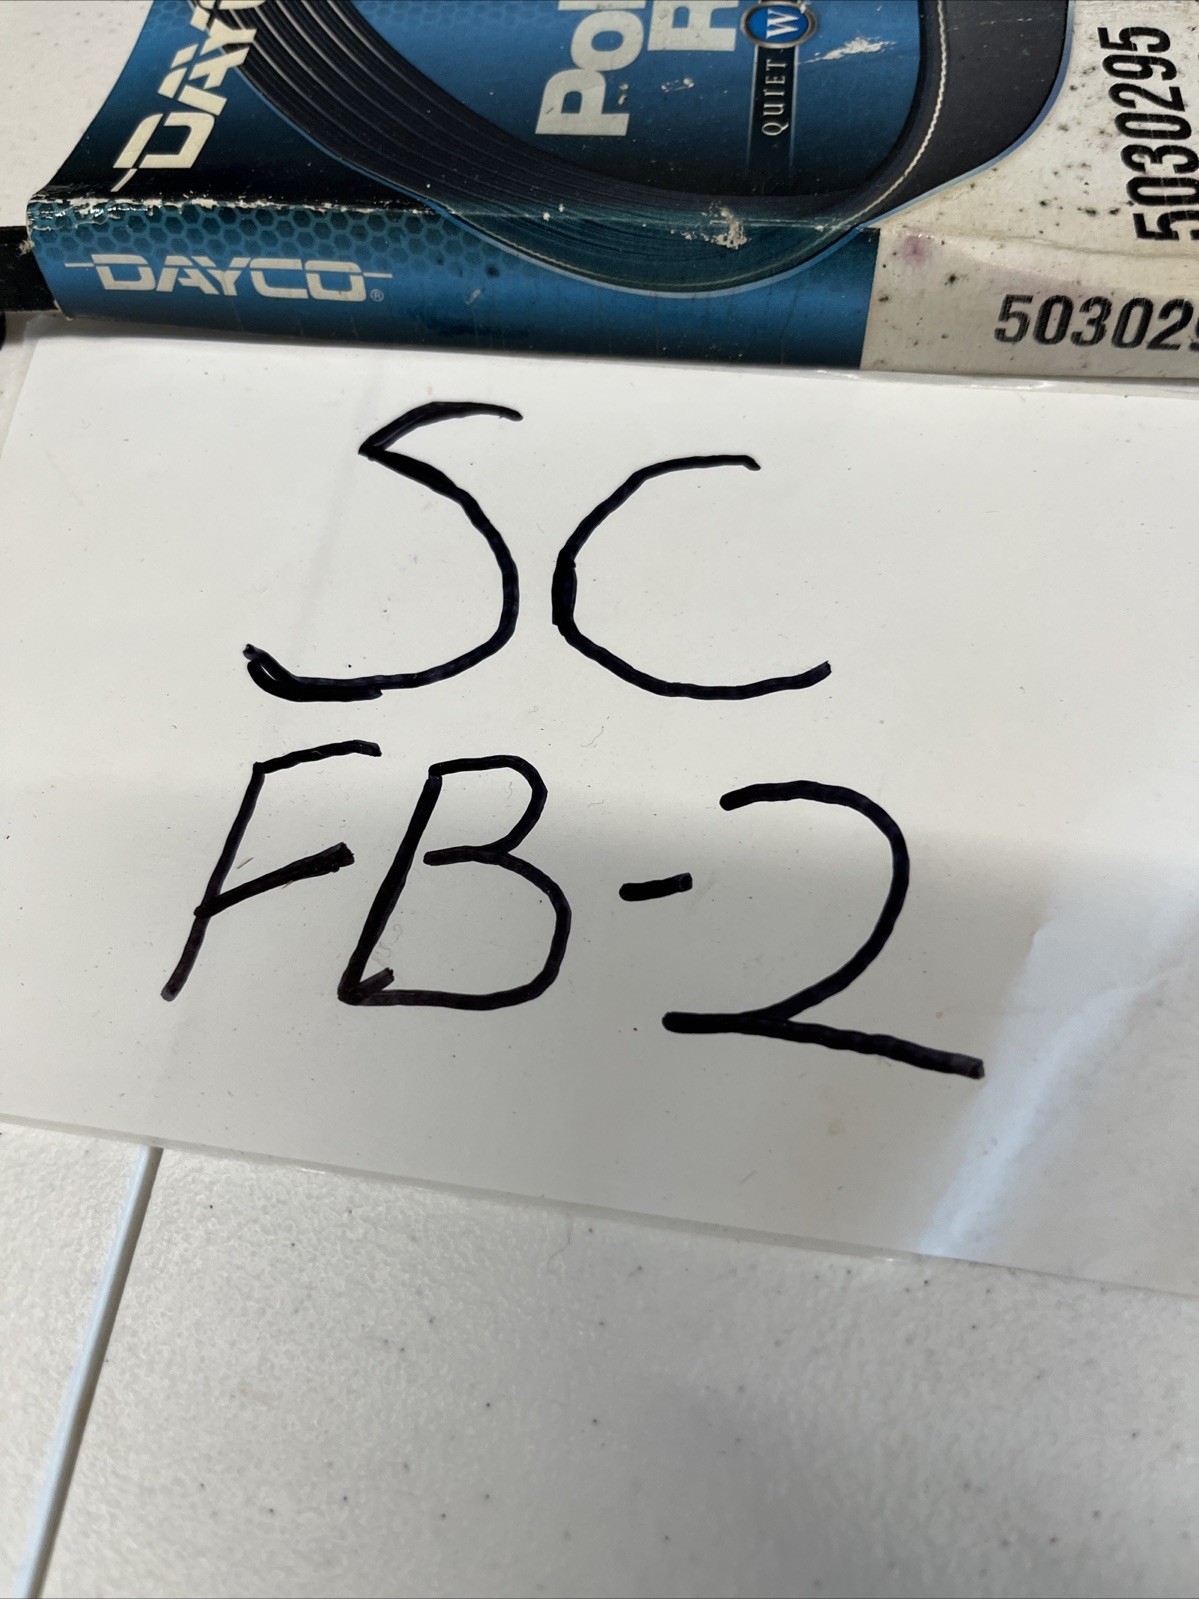 DAYCO
QUIET
W
5030295
DAYCO®
503029
SC
FB-2